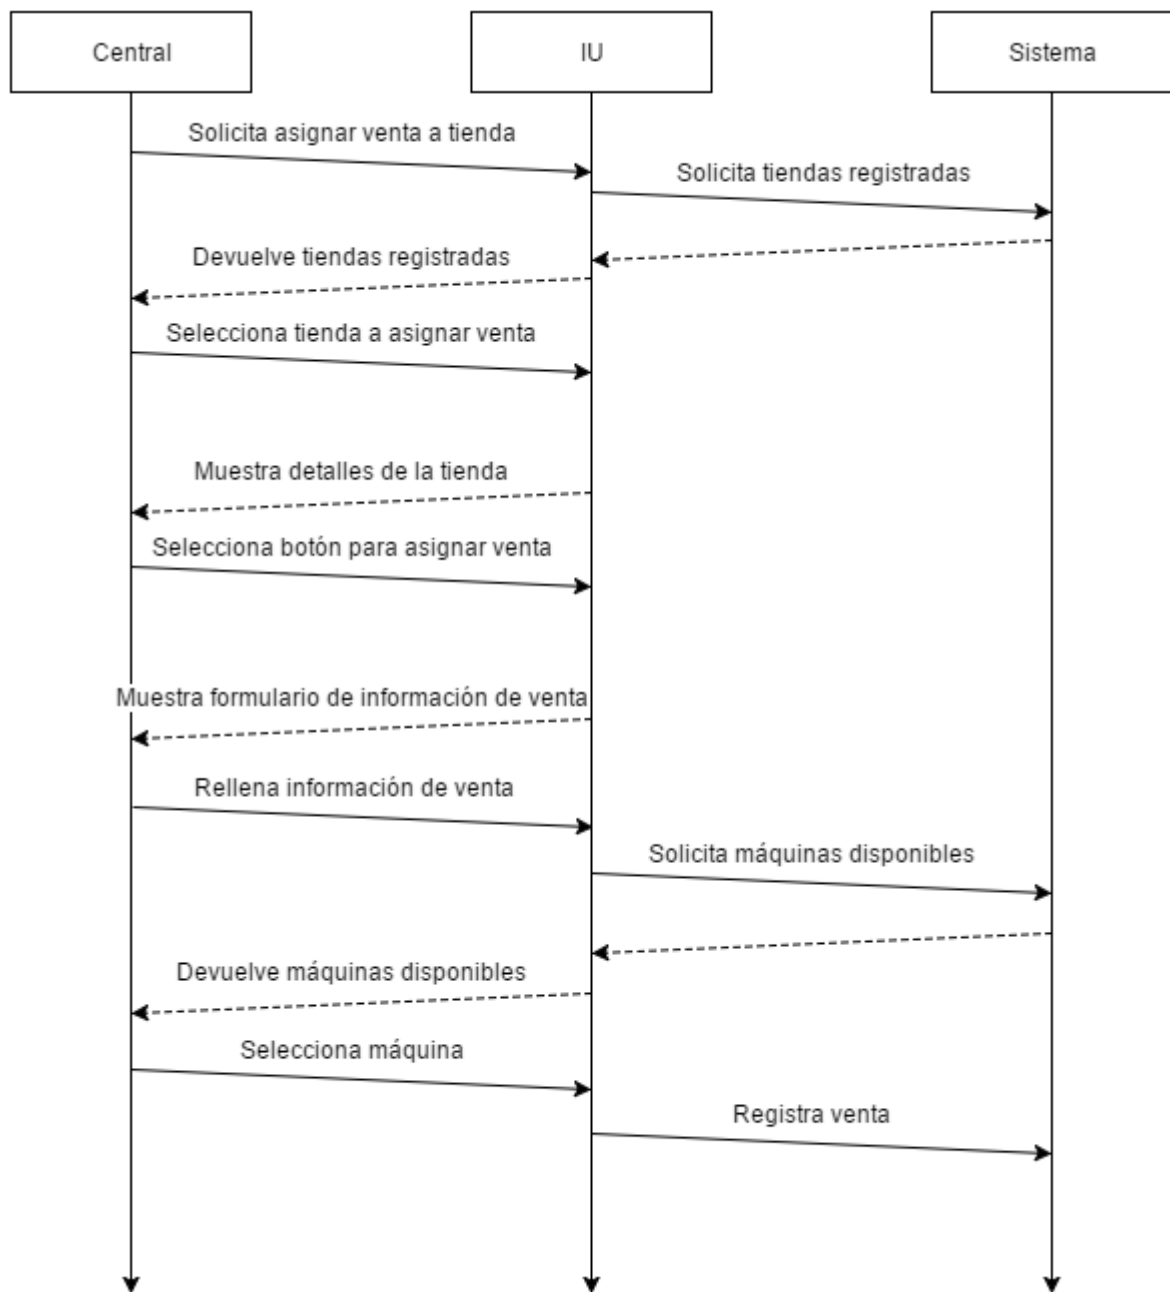 Central
IU
Sistema
Solicita asignar venta a tienda
Solicita tiendas registradas
Devuelve tiendas registradas
Selecciona tienda a asignar venta
Muestra detalles de la tienda
Selecciona botón para asignar venta
Muestra formulario de información de venta
Rellena información de venta
Solicita máquinas disponibles
Devuelve máquinas disponibles
Selecciona máquina
Registra venta